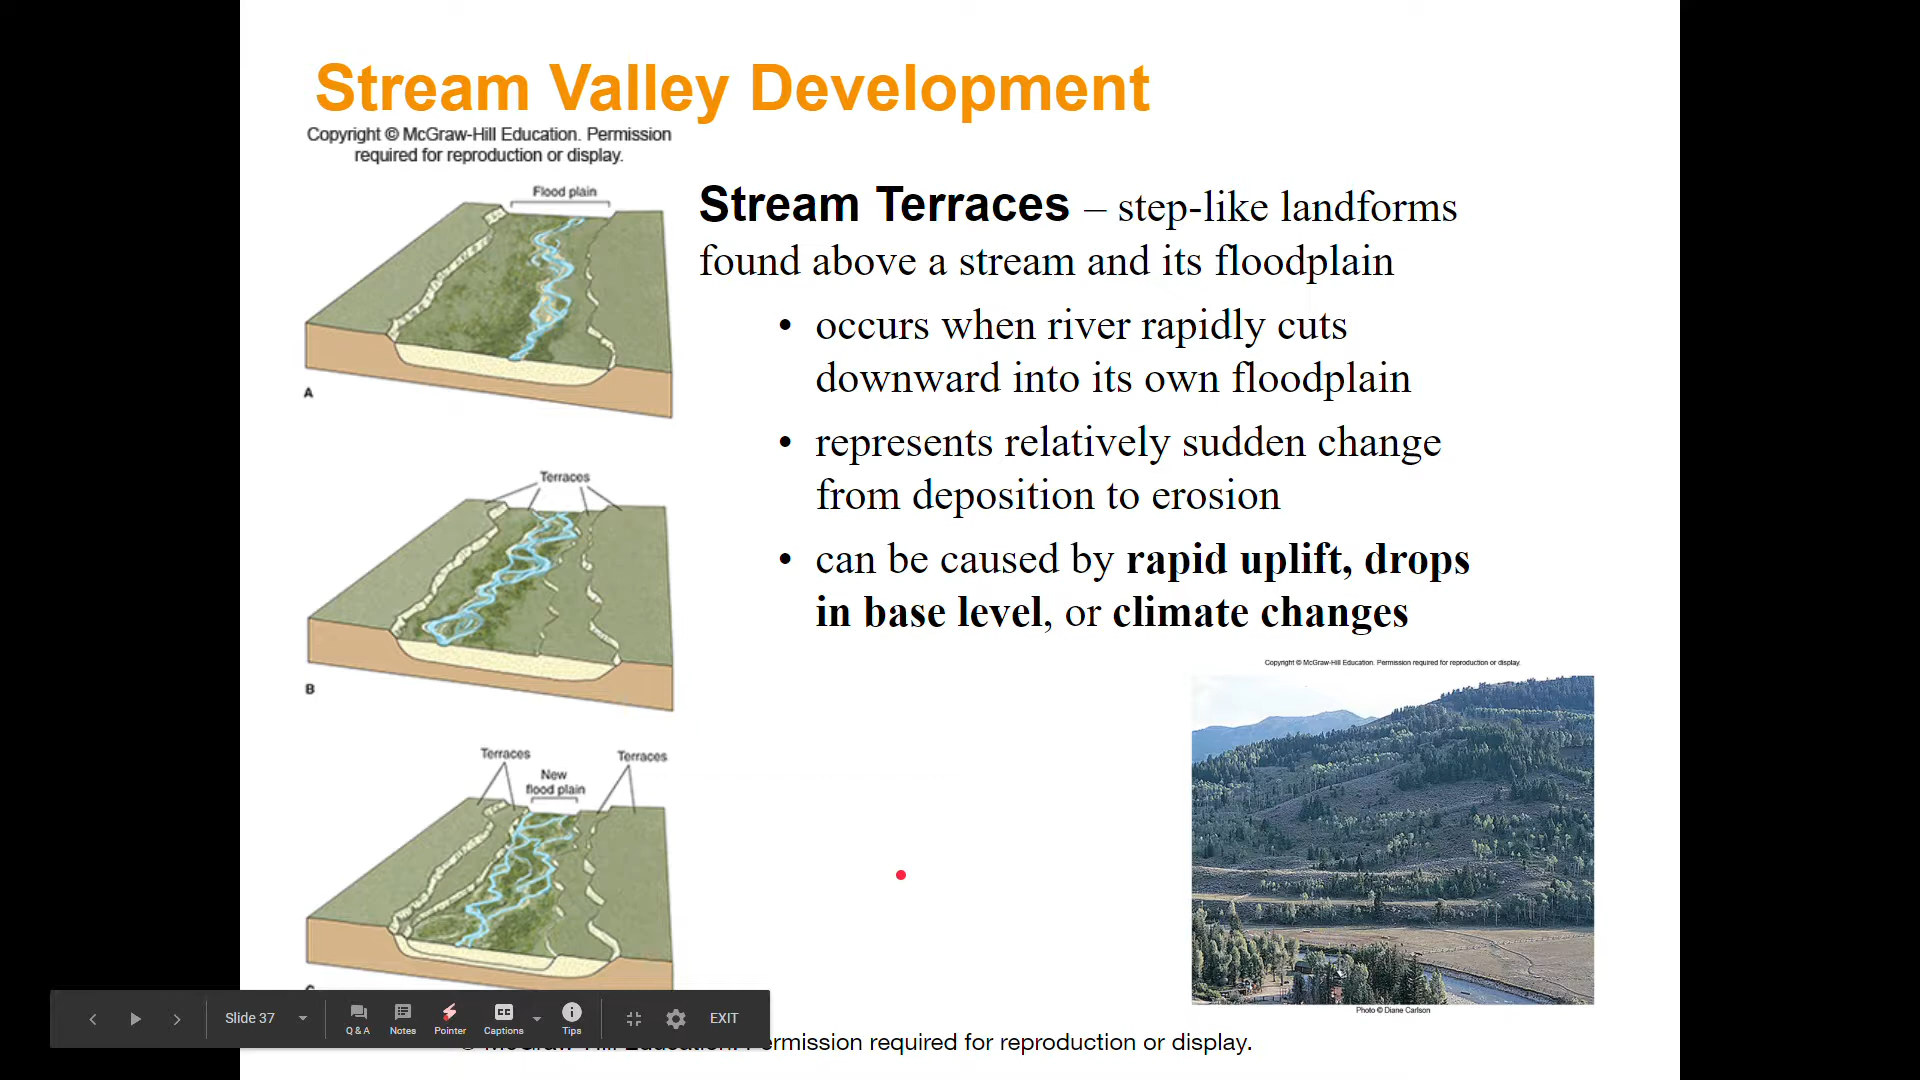 Stream Valley Development
Copyright © McGraw-Hill Education. Permission
required for reproduction or display.
Flood plain
A
Terraces
B
Terraces
Terraces
New
flood plain
Stream Terraces – step-like landforms
found above a stream and its floodplain
• occurs when river rapidly cuts
downward into its own floodplain
• represents relatively sudden change
from deposition to erosion
• can be caused by rapid uplift, drops
in base level, or climate changes
Copyright © McGraw-Hill Education. Permission required for reproduction or display.
Photo © Diane Carlson
Slide 37
Q & A
Notes
Pointer
CC
Captions
Tips
EXIT
ermission required for reproduction or display.